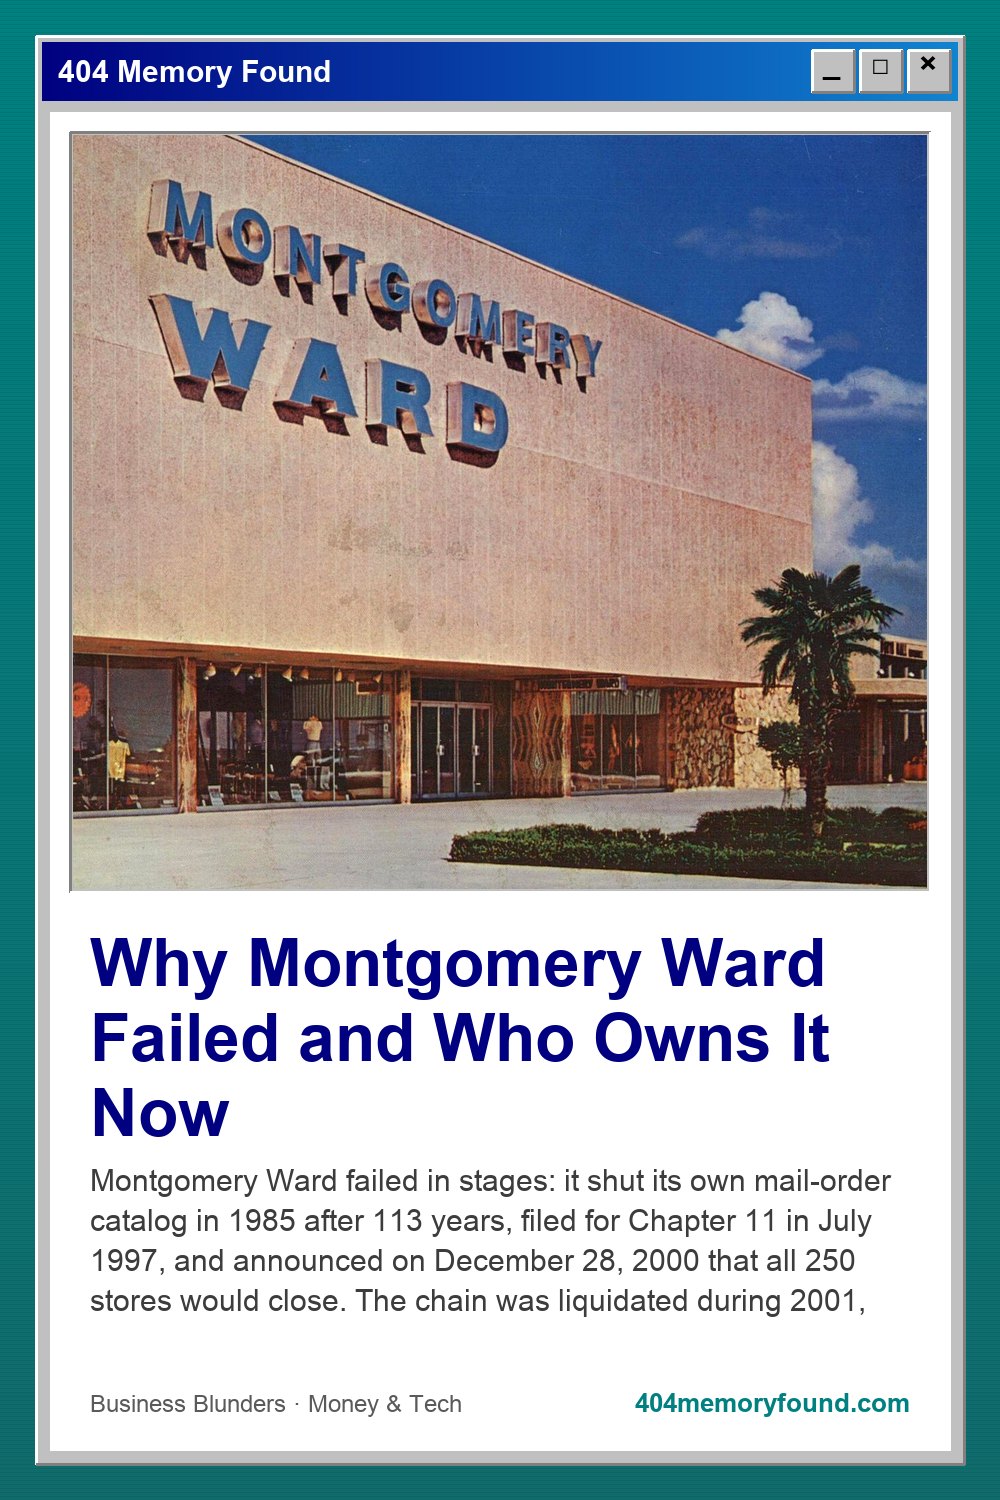 404 Memory Found
MONTGOMERY
WARD
MONTGOMERY WARD
Why Montgomery Ward
Failed and Who Owns It
Now
Montgomery Ward failed in stages: it shut its own mail-order
catalog in 1985 after 113 years, filed for Chapter 11 in July
1997, and announced on December 28, 2000 that all 250
stores would close. The chain was liquidated during 2001,
Business Blunders · Money & Tech
404memoryfound.com